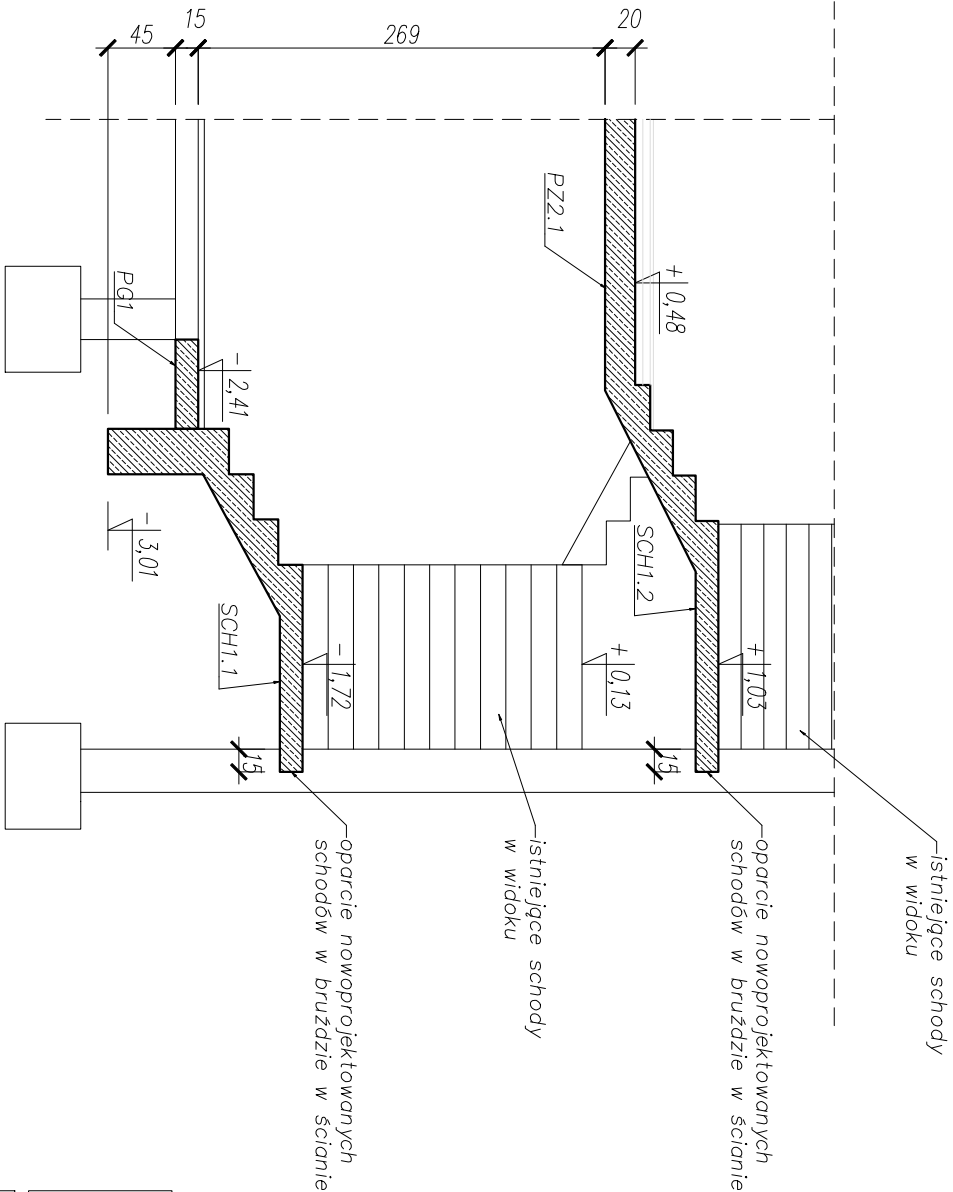 45
15
269
20
PZ2.1
+ 0,48
PG1
- 2,41
- 3,01
SCH1.1
- 1,72
+ 0,13
SCH1.2
+ 1,03
15
15
istniejące schody
w widoku
oparcie nowoprojektowanych
schodów w bruździe w ścianie
istniejące schody
w widoku
oparcie nowoprojektowanych
schodów w bruździe w ścianie